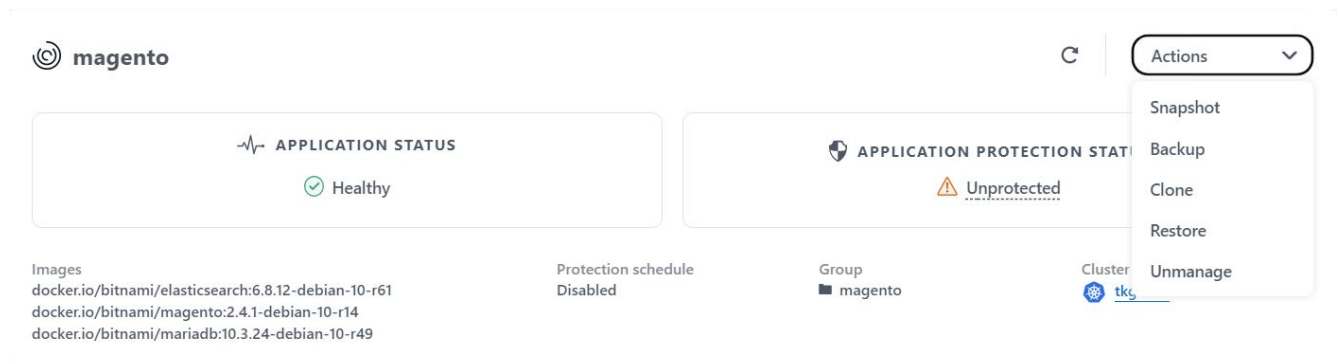 magento
Actions
Snapshot
Backup
Clone
Restore
Unmanage
APPLICATION STATUS
Healthy
APPLICATION PROTECTION
Unprotected
Images
docker.io/bitnami/elasticsearch:6.8.12-debian-10-r61
docker.io/bitnami/magento:2.4.1-debian-10-r14
docker.io/bitnami/mariadb:10.3.24-debian-10-r49
Protection schedule
Disabled
Group
magento
Cluster